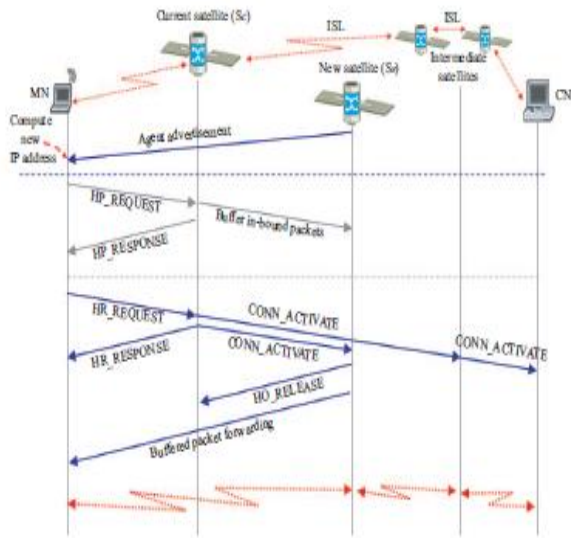 Current satellite (Sc)
ISL
ISL
MN
New satellite (Sd)
Intermediate
satellites
CN
Compute
new
IP address
Agent advertisement
HP_REQUEST
Buffer in-bound packets
HP_RESPONSE
HR_REQUEST
CONN_ACTIVATE
CONN_ACTIVATE
HR_RESPONSE
CONN_ACTIVATE
HO_RELEASE
Buffered packet forwarding